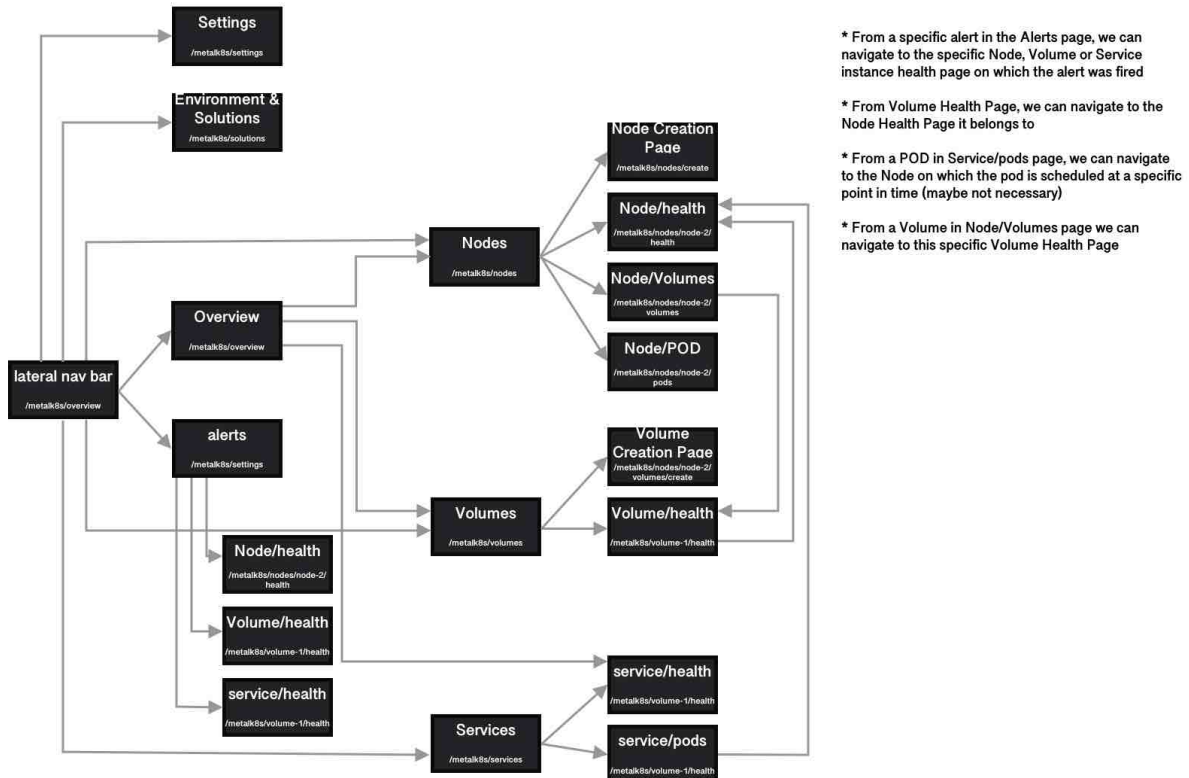 Settings
/metalk8s/settings
Environment &
Solutions
/metalk8s/solutions
Node Creation
Page
/metalk8s/nodes/create
Node/health
/metalk8s/nodes/node-2/
health
Nodes
/metalk8s/nodes
Node/Volumes
/metalk8s/nodes/node-2/
volumes
Overview
/metalk8s/overview
Node/POD
/metalk8s/nodes/node-2/
pods
lateral nav bar
/metalk8s/overview
alerts
/metalk8s/settings
Volume
Creation Page
/metalk8s/nodes/node-2/
volumes/create
Volumes
/metalk8s/volumes
Volume/health
/metalk8s/volume-1/health
Node/health
/metalk8s/nodes/node-2/
health
Volume/health
/metalk8s/volume-1/health
service/health
/metalk8s/volume-1/health
service/health
/metalk8s/volume-1/health
Services
/metalk8s/services
service/pods
/metalk8s/volume-1/health
* From a specific alert in the Alerts page, we can
navigate to the specific Node, Volume or Service
instance health page on which the alert was fired
* From Volume Health Page, we can navigate to the
Node Health Page it belongs to
* From a POD in Service/pods page, we can navigate
to the Node on which the pod is scheduled at a specific
point in time (maybe not necessary)
* From a Volume in Node/Volumes page we can
navigate to this specific Volume Health Page